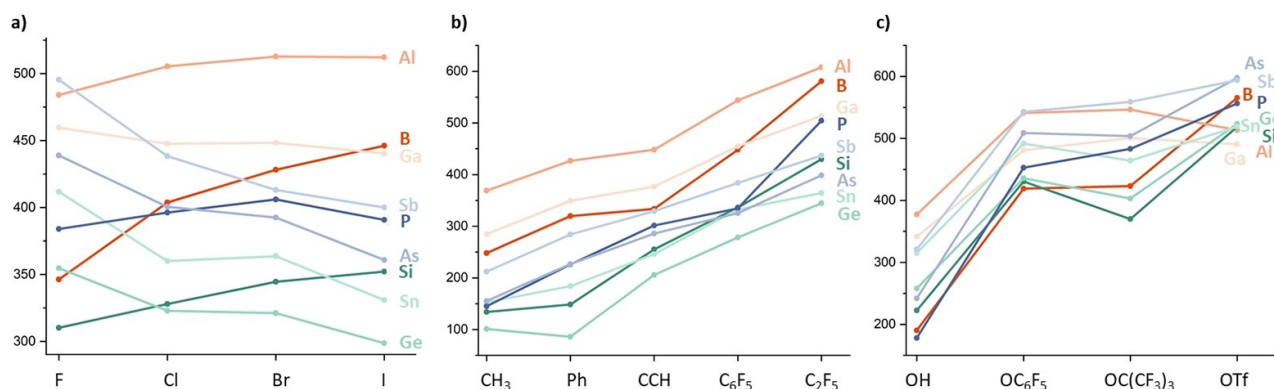 a)
500
450
400
350
300
F Cl Br I
Al
B
Ga
Sb
P
As
Si
Sn
Ge
b)
600
500
400
300
200
100
CH₃ Ph CCH C₆F₅ C₂F₅
Al
B
Ga
P
Sb
Si
As
Sn
Ge
c)
600
500
400
300
200
OH OC₆F₅ OC(CF₃)₃ OTf
As
Sb
B
P
Ge
Sn
Si
Al
Ga